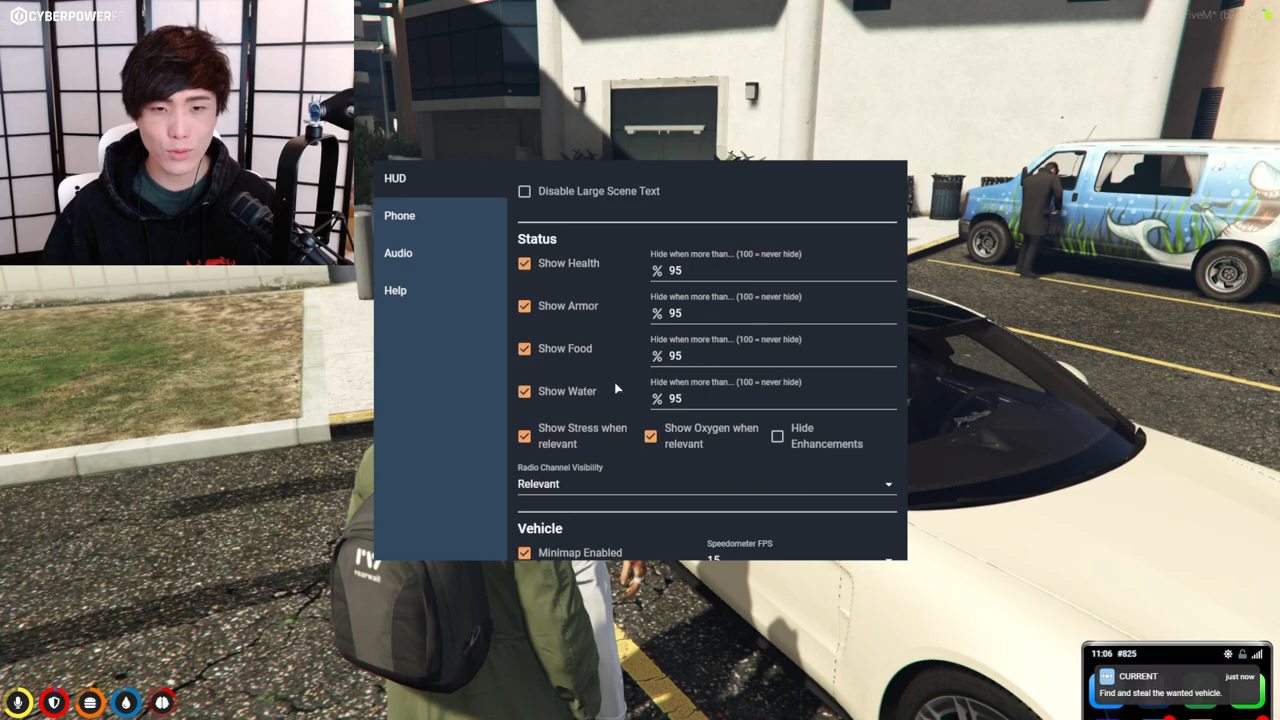 CYBERPOWER
HUD
Phone
Audio
Help
Disable Large Scene Text
Status
Show Health
Hide when more than... (100 = never hide)
% 95
Show Armor
Hide when more than... (100 = never hide)
% 95
Show Food
Hide when more than... (100 = never hide)
% 95
Show Water
Hide when more than... (100 = never hide)
% 95
Show Stress when
relevant
Show Oxygen when
relevant
Hide
Enhancements
Radio Channel Visibility
Relevant
Vehicle
Minimap Enabled
Speedometer FPS
15
rearwall
11:06 #825
CURRENT
just now
Find and steal the wanted vehicle.